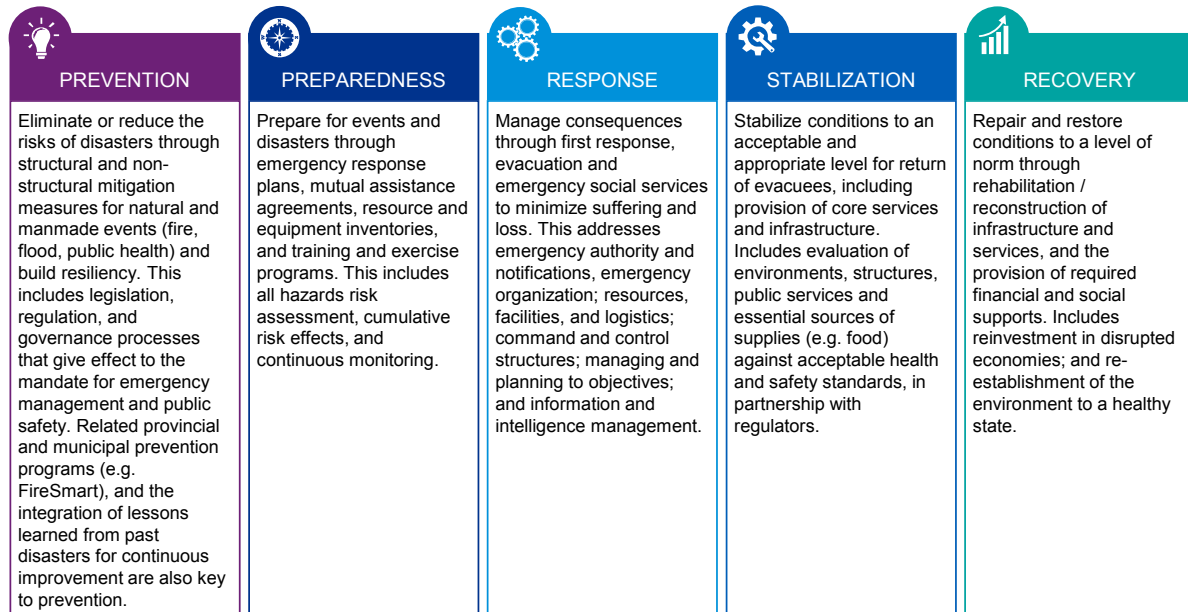 PREVENTION
Eliminate or reduce the
risks of disasters through
structural and non-
structural mitigation
measures for natural and
manmade events (fire,
flood, public health) and
build resiliency. This
includes legislation,
regulation, and
governance processes
that give effect to the
mandate for emergency
management and public
safety. Related provincial
and municipal prevention
programs (e.g.
FireSmart), and the
integration of lessons
learned from past
disasters for continuous
improvement are also key
to prevention.
PREPAREDNESS
Prepare for events and
disasters through
emergency response
plans, mutual assistance
agreements, resource and
equipment inventories,
and training and exercise
programs. This includes
all hazards risk
assessment, cumulative
risk effects, and
continuous monitoring.
RESPONSE
Manage consequences
through first response,
evacuation and
emergency social services
to minimize suffering and
loss. This addresses
emergency authority and
notifications, emergency
organization; resources,
facilities, and logistics;
command and control
structures; managing and
planning to objectives;
and information and
intelligence management.
STABILIZATION
Stabilize conditions to an
acceptable and
appropriate level for return
of evacuees, including
provision of core services
and infrastructure.
Includes evaluation of
environments, structures,
public services and
essential sources of
supplies (e.g. food)
against acceptable health
and safety standards, in
partnership with
regulators.
RECOVERY
Repair and restore
conditions to a level of
norm through
rehabilitation /
reconstruction of
infrastructure and
services, and the
provision of required
financial and social
supports. Includes
reinvestment in disrupted
economies; and re-
establishment of the
environment to a healthy
state.